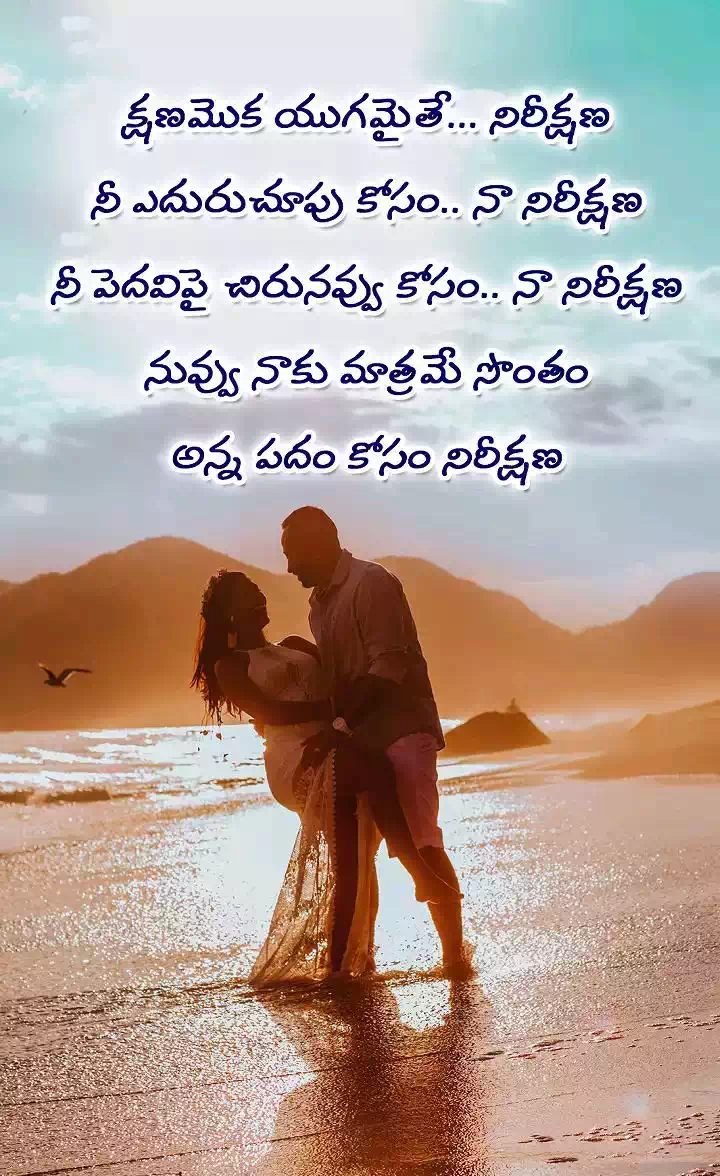 క్షణమొక యుగమైతే... నిరీక్షణ
నీ ఎదురుచూపు కోసం.. నా నిరీక్షణ
నీ పెదవిపై చిరునవ్వు కోసం.. నా నిరీక్షణ
నువ్వు నాకు మాత్రమే సొంతం
అన్న పదం కోసం నిరీక్షణ